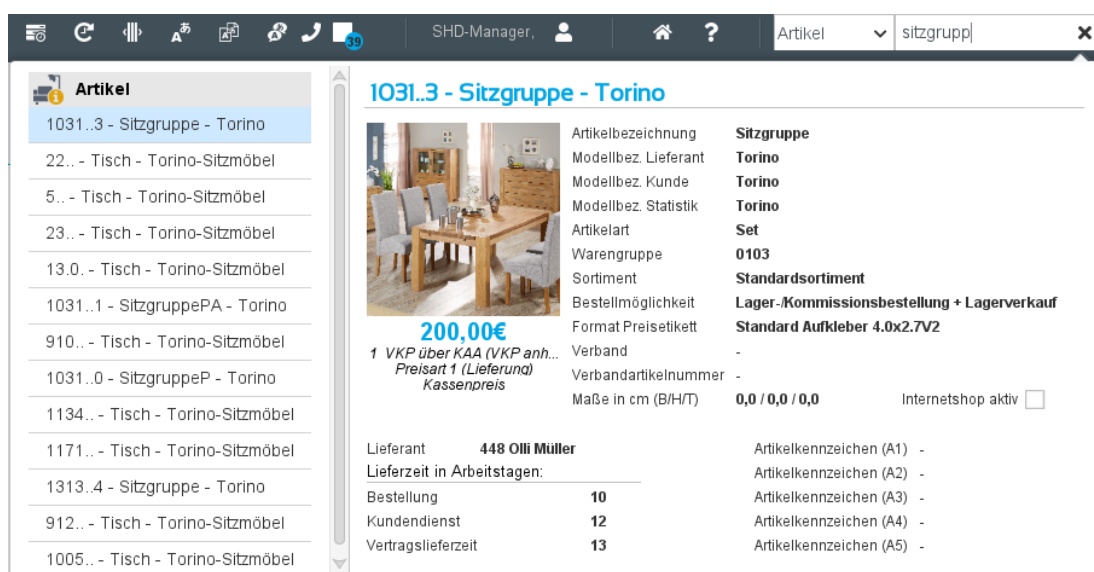 39
SHD-Manager,
?
Artikel
sitzgrupp
Artikel
1031..3 - Sitzgruppe - Torino
22.. - Tisch - Torino-Sitzmöbel
5.. - Tisch - Torino-Sitzmöbel
23.. - Tisch - Torino-Sitzmöbel
13.0. - Tisch - Torino-Sitzmöbel
1031..1 - SitzgruppePA - Torino
910.. - Tisch - Torino-Sitzmöbel
1031..0 - SitzgruppeP - Torino
1134.. - Tisch - Torino-Sitzmöbel
1171.. - Tisch - Torino-Sitzmöbel
1313..4 - Sitzgruppe - Torino
912.. - Tisch - Torino-Sitzmöbel
1005.. - Tisch - Torino-Sitzmöbel
1031..3 - Sitzgruppe - Torino
200,00€
1 VKP über KAA (VKP anh...
Preisart 1 (Lieferung)
Kassenpreis
Artikelbezeichnung Sitzgruppe
Modellbez. Lieferant Torino
Modellbez. Kunde Torino
Modellbez. Statistik Torino
Artikelart Set
Warengruppe 0103
Sortiment Standardsortiment
Bestellmöglichkeit Lager-/Kommissionsbestellung + Lagerverkauf
Format Preisetikett Standard Aufkleber 4.0x2.7V2
Verband -
Verbandartikelnummer -
Maße in cm (B/H/T) 0,0 / 0,0 / 0,0 Internetshop aktiv
Lieferant 448 Olli Müller
Lieferzeit in Arbeitstagen:
Bestellung 10
Kundendienst 12
Vertragslieferzeit 13
Artikelkennzeichen (A1) -
Artikelkennzeichen (A2) -
Artikelkennzeichen (A3) -
Artikelkennzeichen (A4) -
Artikelkennzeichen (A5) -